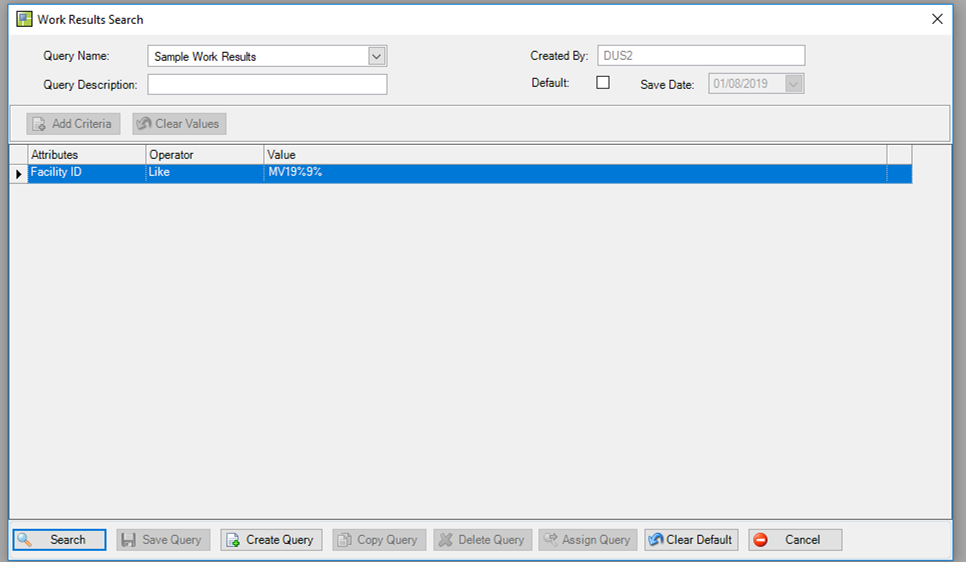 Work Results Search
Query Name: Sample Work Results Created By: DUS2
Query Description: Default: Save Date: 01/08/2019
Add Criteria Clear Values
Attributes Operator Value
Facility ID Like MV19%9%
Search Save Query Create Query Copy Query Delete Query Assign Query Clear Default Cancel